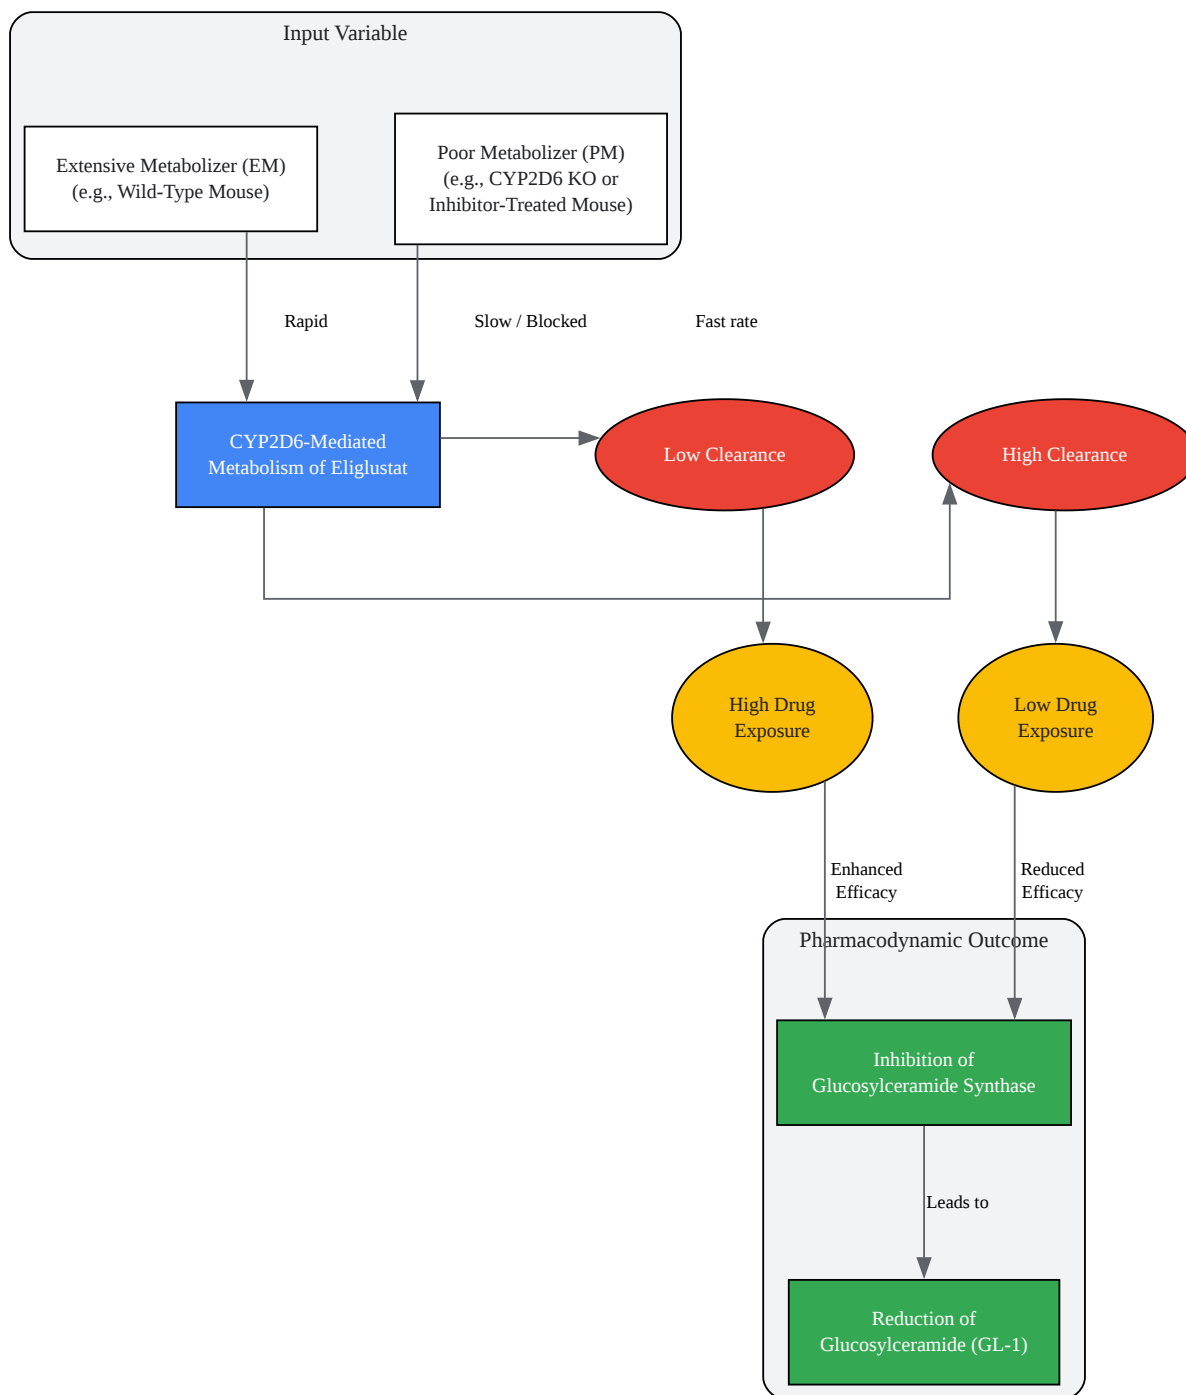 Input Variable
Extensive Metabolizer (EM)
(e.g., Wild-Type Mouse)
Poor Metabolizer (PM)
(e.g., CYP2D6 KO or
Inhibitor-Treated Mouse)
Rapid
Slow / Blocked
Fast rate
CYP2D6-Mediated
Metabolism of Eliglustat
Low Clearance
High Clearance
High Drug
Exposure
Low Drug
Exposure
Enhanced
Efficacy
Reduced
Efficacy
Pharmacodynamic Outcome
Inhibition of
Glucosylceramide Synthase
Leads to
Reduction of
Glucosylceramide (GL-1)